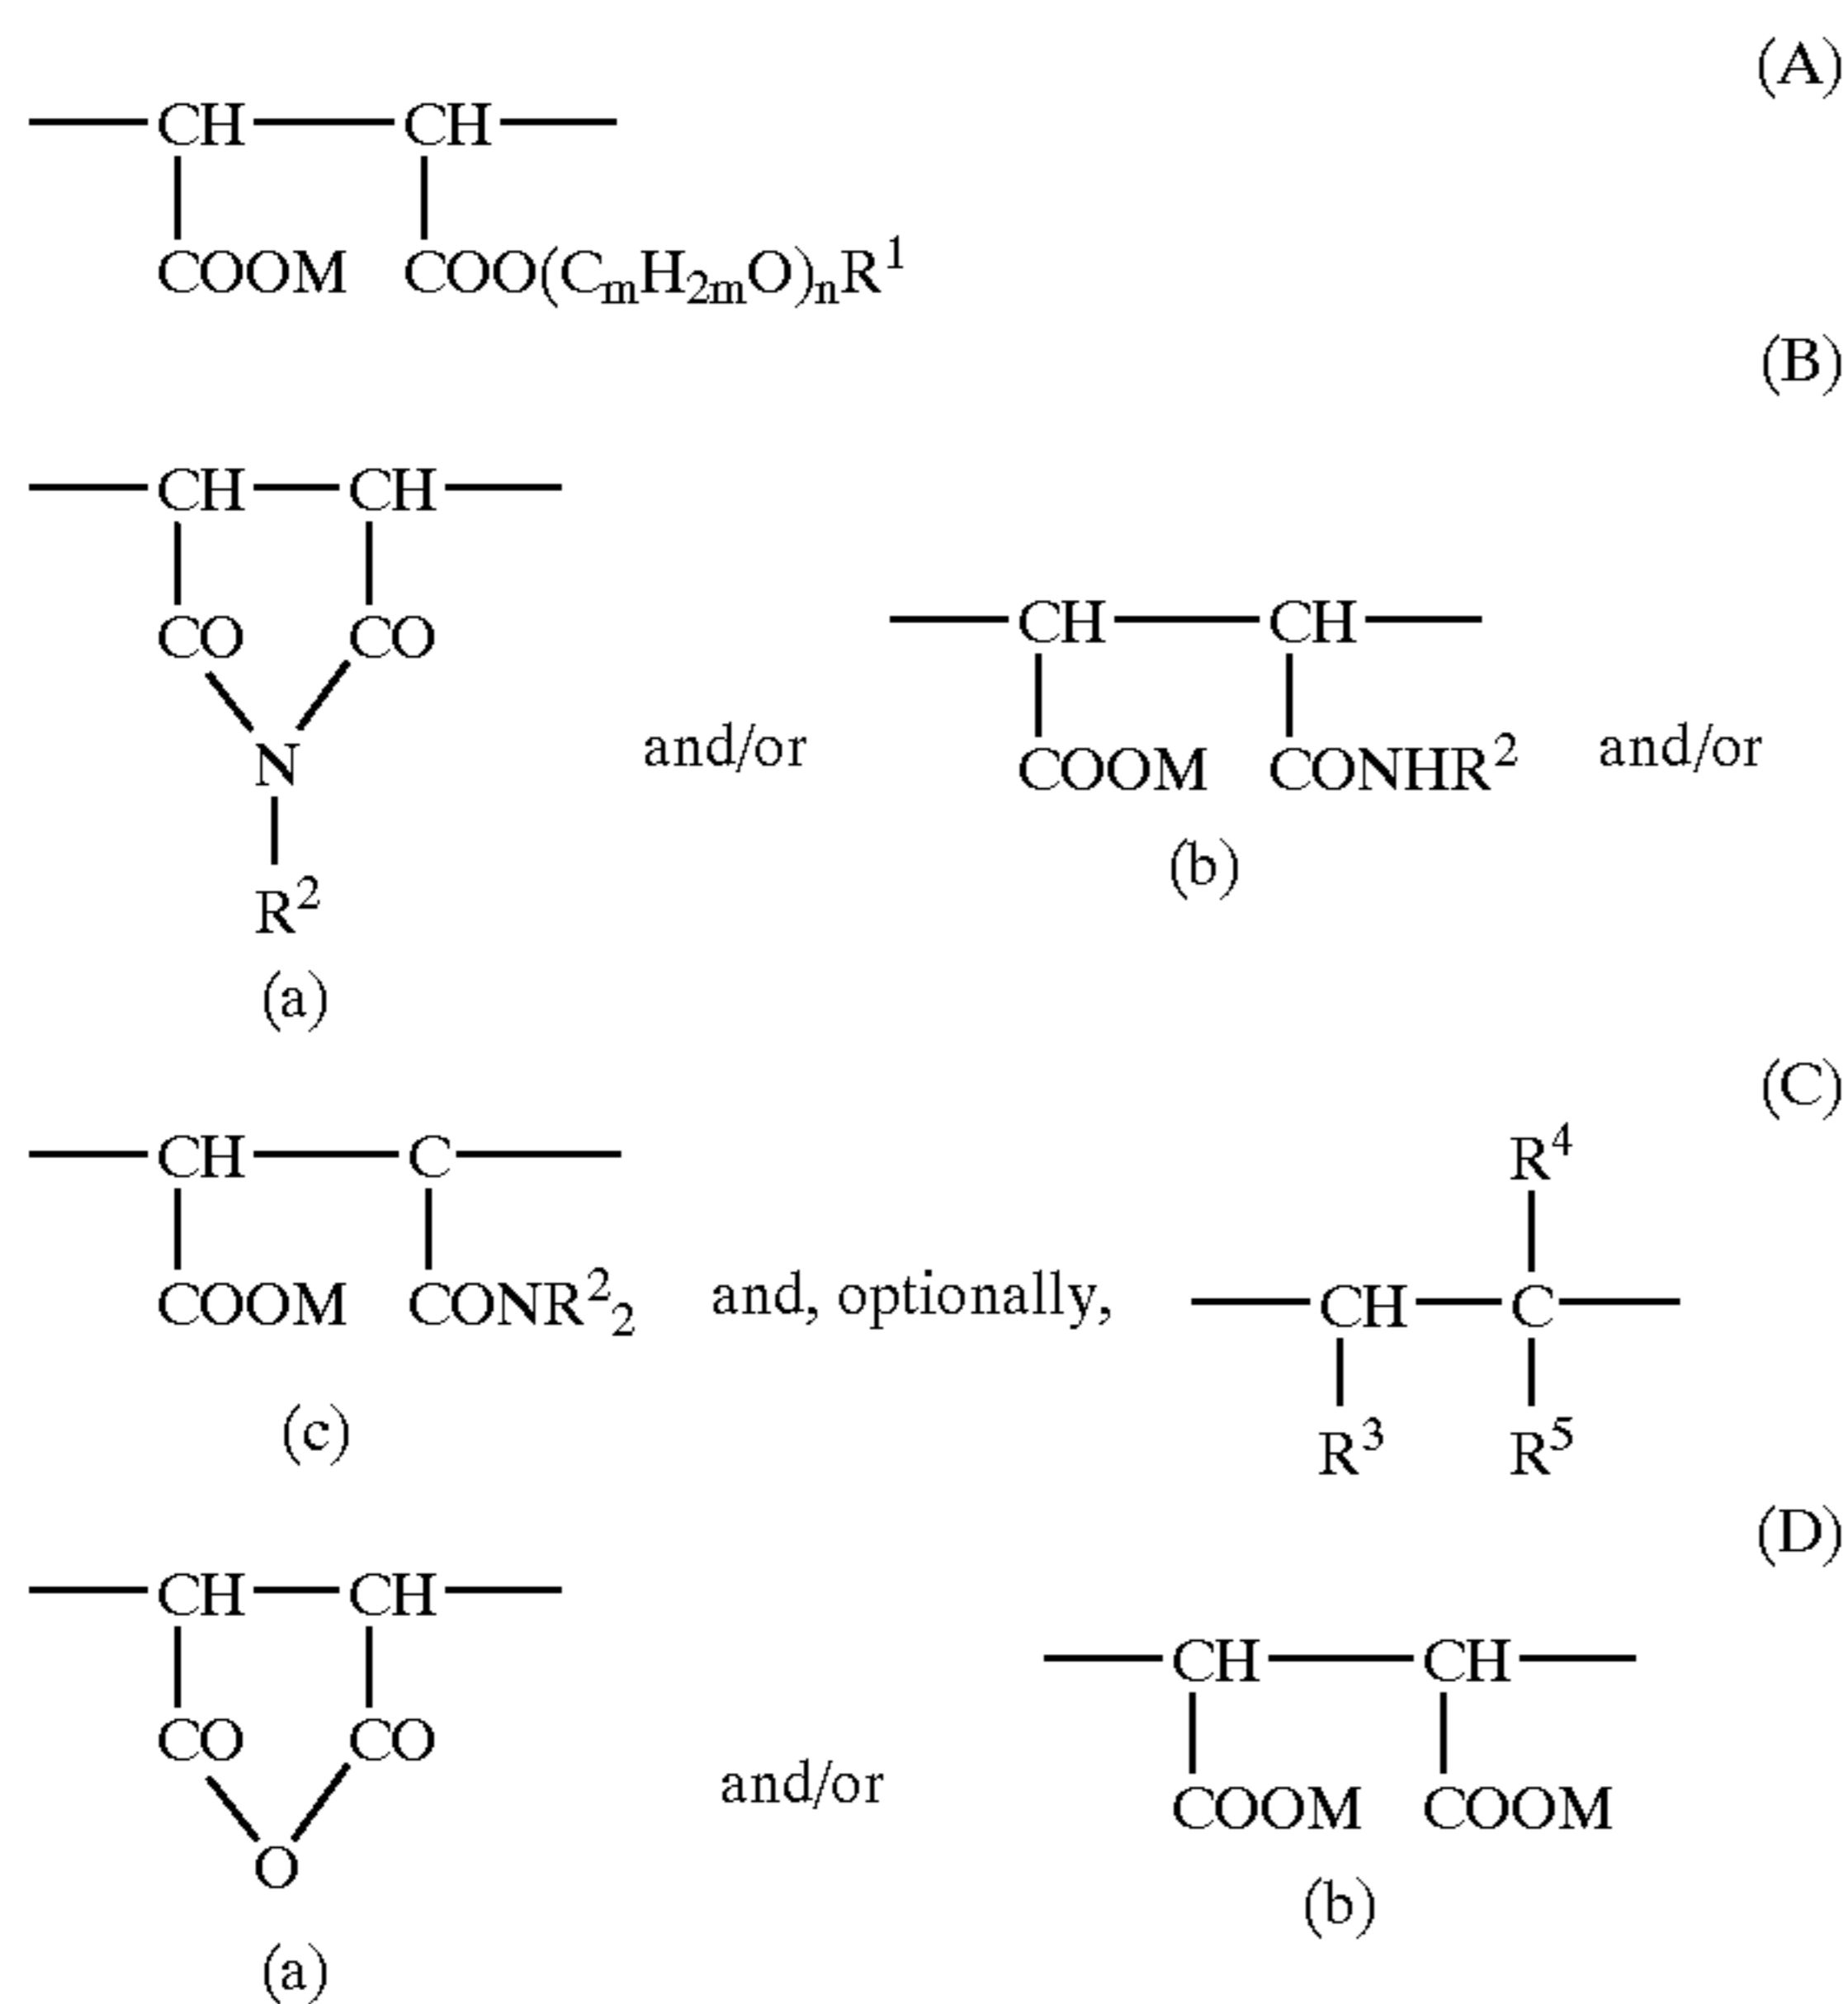 (A)
CH CH
COOM COO(CₘH₂ₘO)ₙR¹
(B)
CH CH
CO CO
N
R²
(a)
and/or
CH CH
COOM CONHR²
(b)
and/or
(C)
CH C
COOM CONR²₂
(c)
and, optionally,
R⁴
CH C
R³ R⁵
(D)
CH CH
CO CO
O
(a)
and/or
CH CH
COOM COOM
(b)